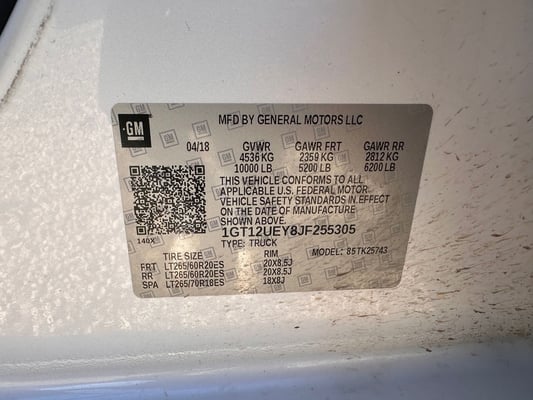 GM
MFD BY GENERAL MOTORS LLC
04/18 GVWR GAWR FRT GAWR RR
4536 KG 2359 KG 2812 KG
10000 LB 5200 LB 6200 LB
THIS VEHICLE CONFORMS TO ALL
APPLICABLE U.S. FEDERAL MOTOR
VEHICLE SAFETY STANDARDS IN EFFECT
ON THE DATE OF MANUFACTURE
SHOWN ABOVE.
1GT12UEY8JF255305
140X TYPE: TRUCK MODEL: 85TK25743
TIRE SIZE RIM
FRT LT265/60R20ES 20X8.5J
RR LT265/60R20ES 20X8.5J
SPA LT265/70R18ES 18X8J